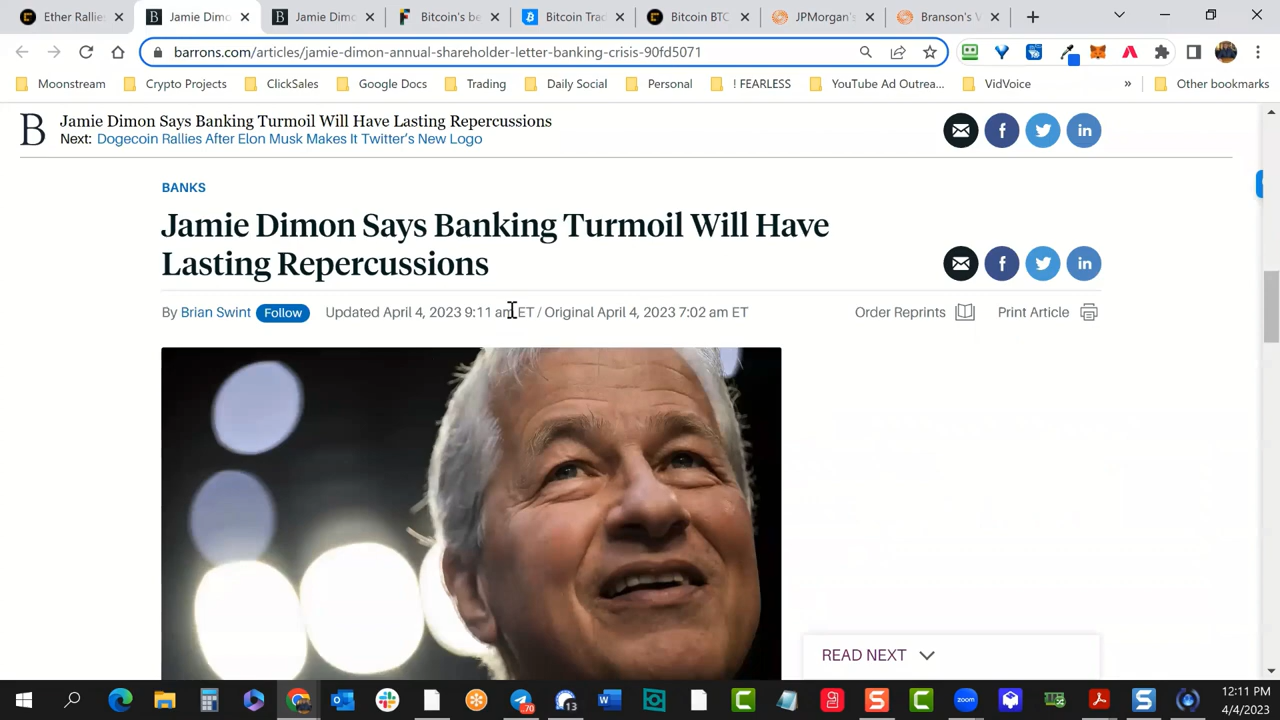 Ether Rallies
Jamie Dimo
Jamie Dimo
Bitcoin's be
Bitcoin Trac
Bitcoin BTC
JPMorgan'
Branson's V
barrons.com/articles/jamie-dimon-annual-shareholder-letter-banking-crisis-90fd5071
Moonstream
Crypto Projects
ClickSales
Google Docs
Trading
Daily Social
Personal
! FEARLESS
YouTube Ad Outrea...
VidVoice
»
Other bookmarks
B
Jamie Dimon Says Banking Turmoil Will Have Lasting Repercussions
Next: Dogecoin Rallies After Elon Musk Makes It Twitter's New Logo
BANKS
Jamie Dimon Says Banking Turmoil Will Have
Lasting Repercussions
By Brian Swint Follow Updated April 4, 2023 9:11 am ET / Original April 4, 2023 7:02 am ET
Order Reprints
Print Article
READ NEXT
70
13
12:11 PM
4/4/2023